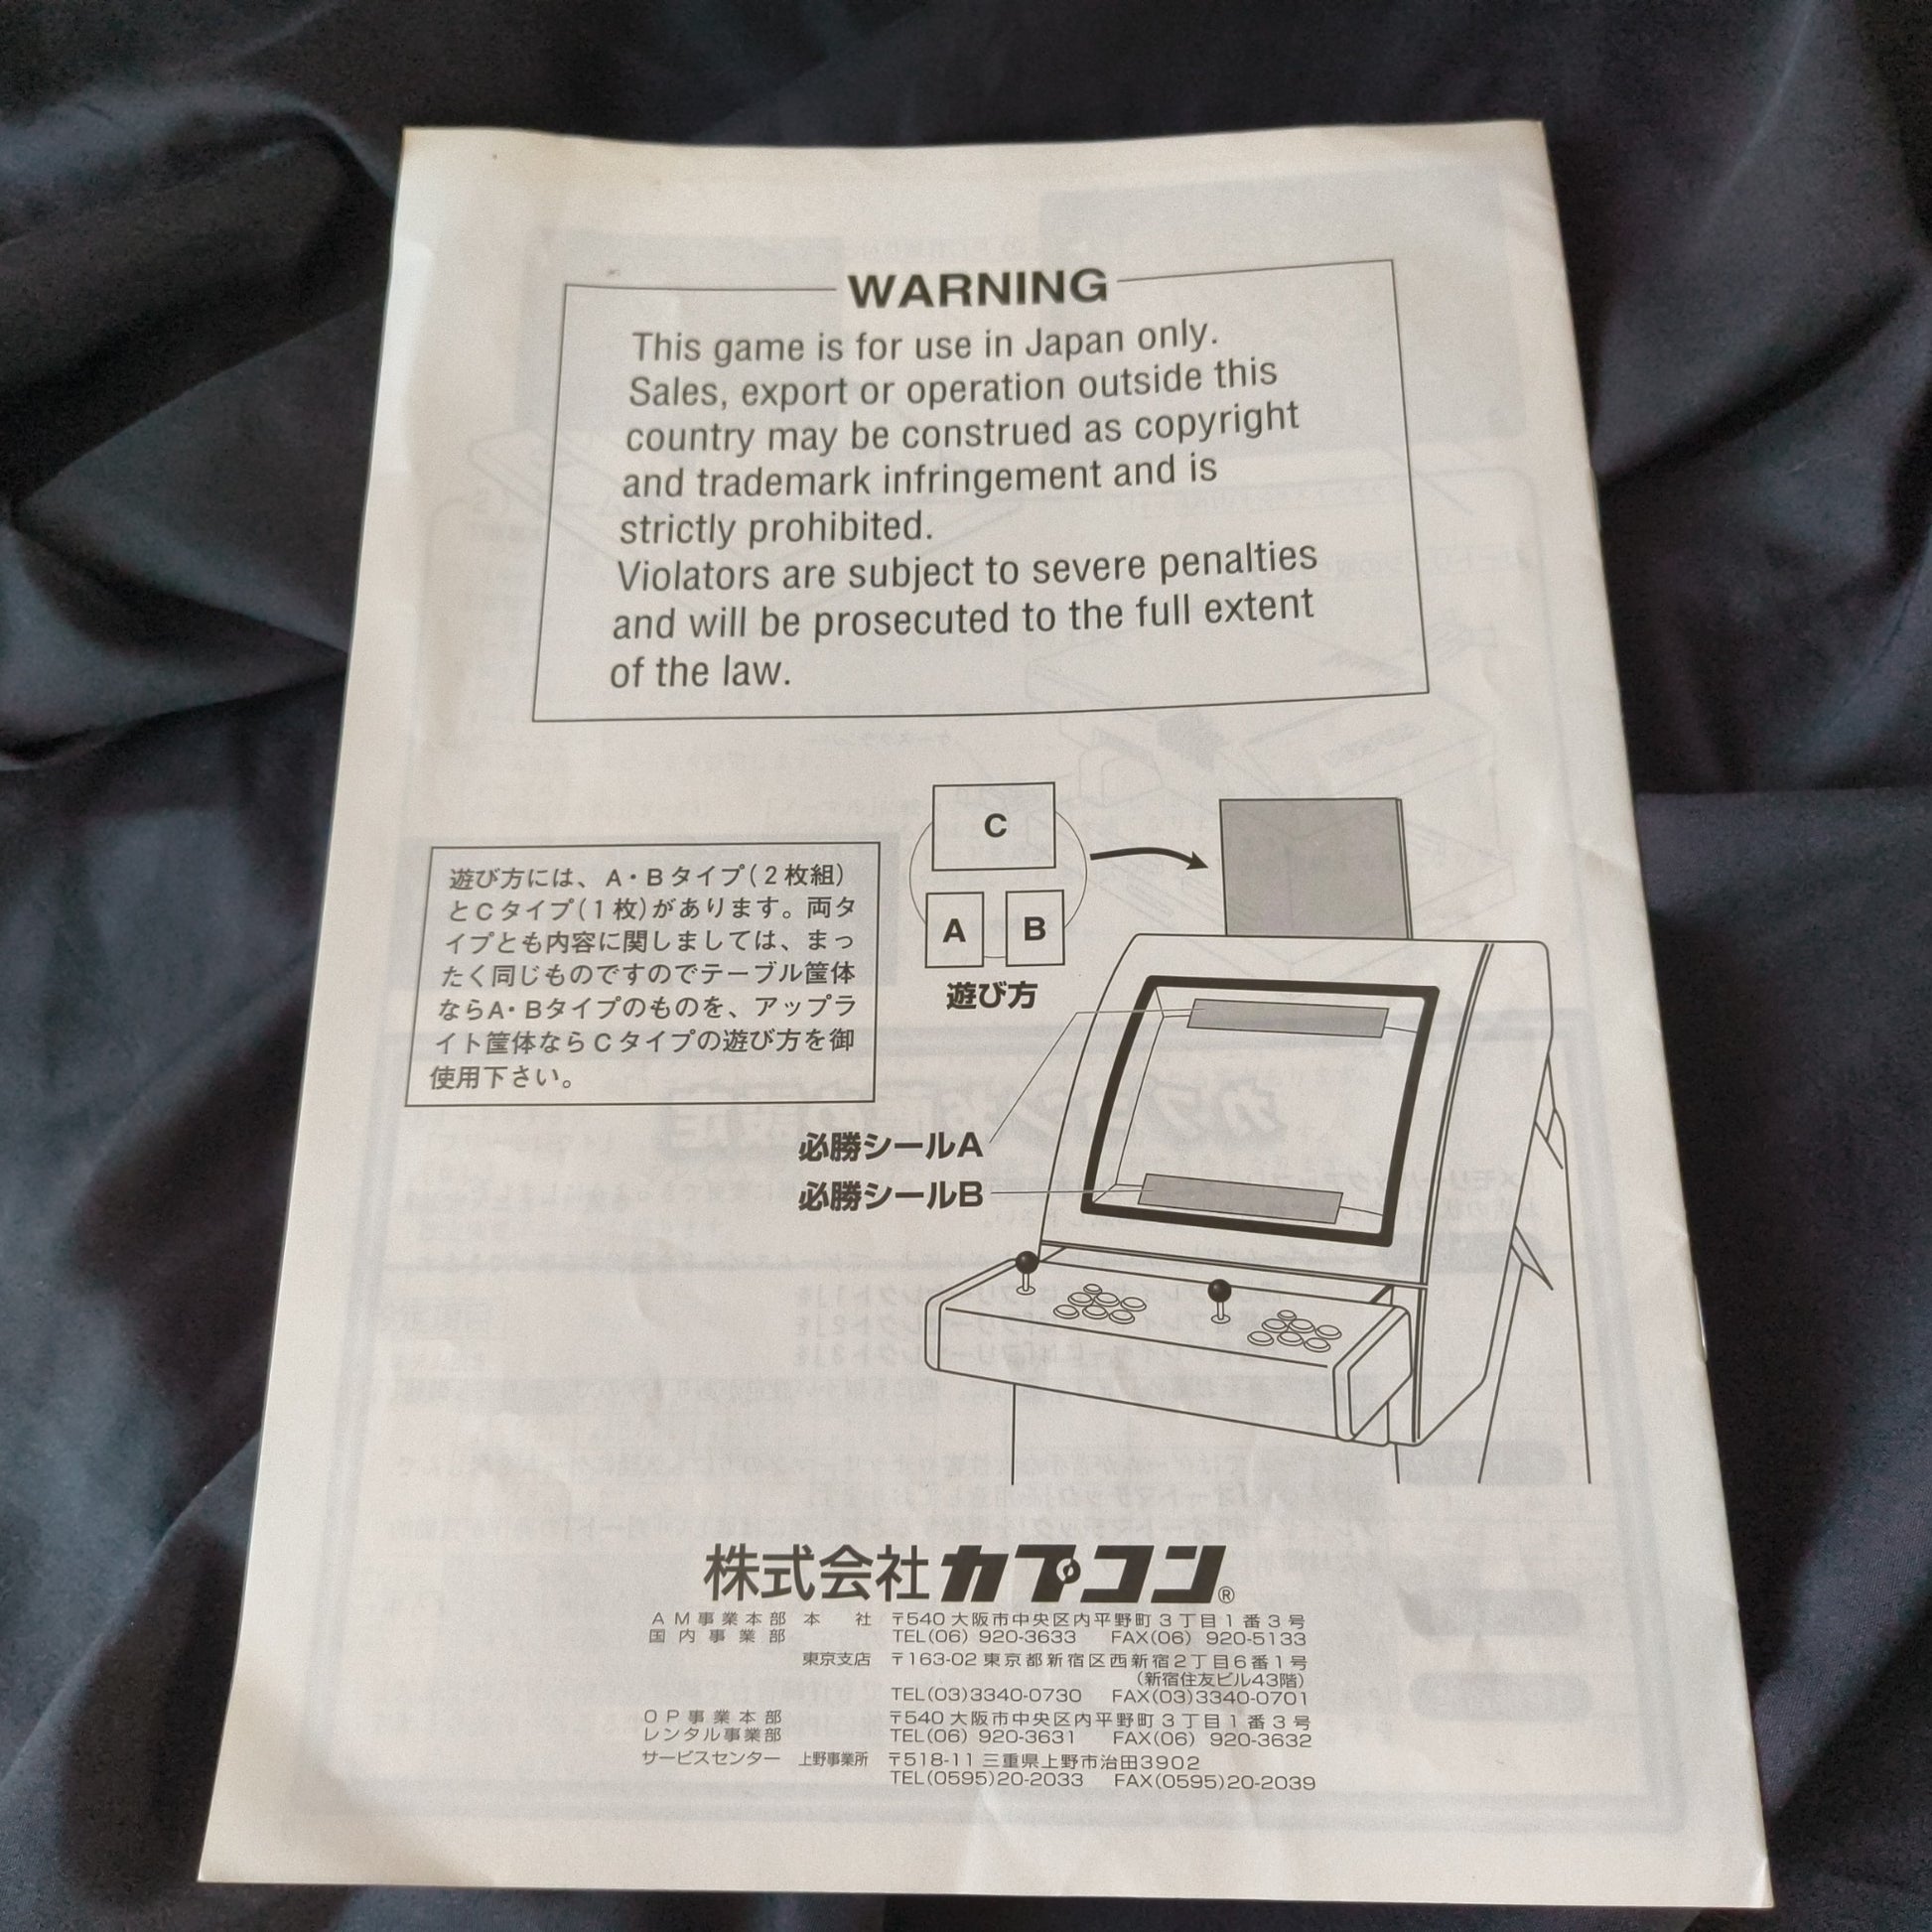 WARNING
This game is for use in Japan only.
Sales, export or operation outside this
country may be construed as copyright
and trademark infringement and is
strictly prohibited.
Violators are subject to severe penalties
and will be prosecuted to the full extent
of the law.
遊び方には、A・Bタイプ(2枚組)
とCタイプ(1枚)があります。両タ
イプとも内容に関しましては、まっ
たく同じものですのでテーブル筐体
ならA・Bタイプのものを、アップラ
イト筐体ならCタイプの遊び方を御
使用下さい。
C
A B
遊び方
必勝シールA
必勝シールB
株式会社カプコン®
AM事業本部 本 社 〒540 大阪市中央区内平野町3丁目1番3号
国内事業部 TEL(06) 920-3633 FAX(06) 920-5133
東京支店 〒163-02 東京都新宿区西新宿2丁目6番1号
(新宿住友ビル43階)
TEL(03)3340-0730 FAX(03)3340-0701
OP事業本部 〒540 大阪市中央区内平野町3丁目1番3号
レンタル事業部 TEL(06) 920-3631 FAX(06) 920-3632
サービスセンター 上野事業所 〒518-11 三重県上野市治田3902
TEL(0595)20-2033 FAX(0595)20-2039